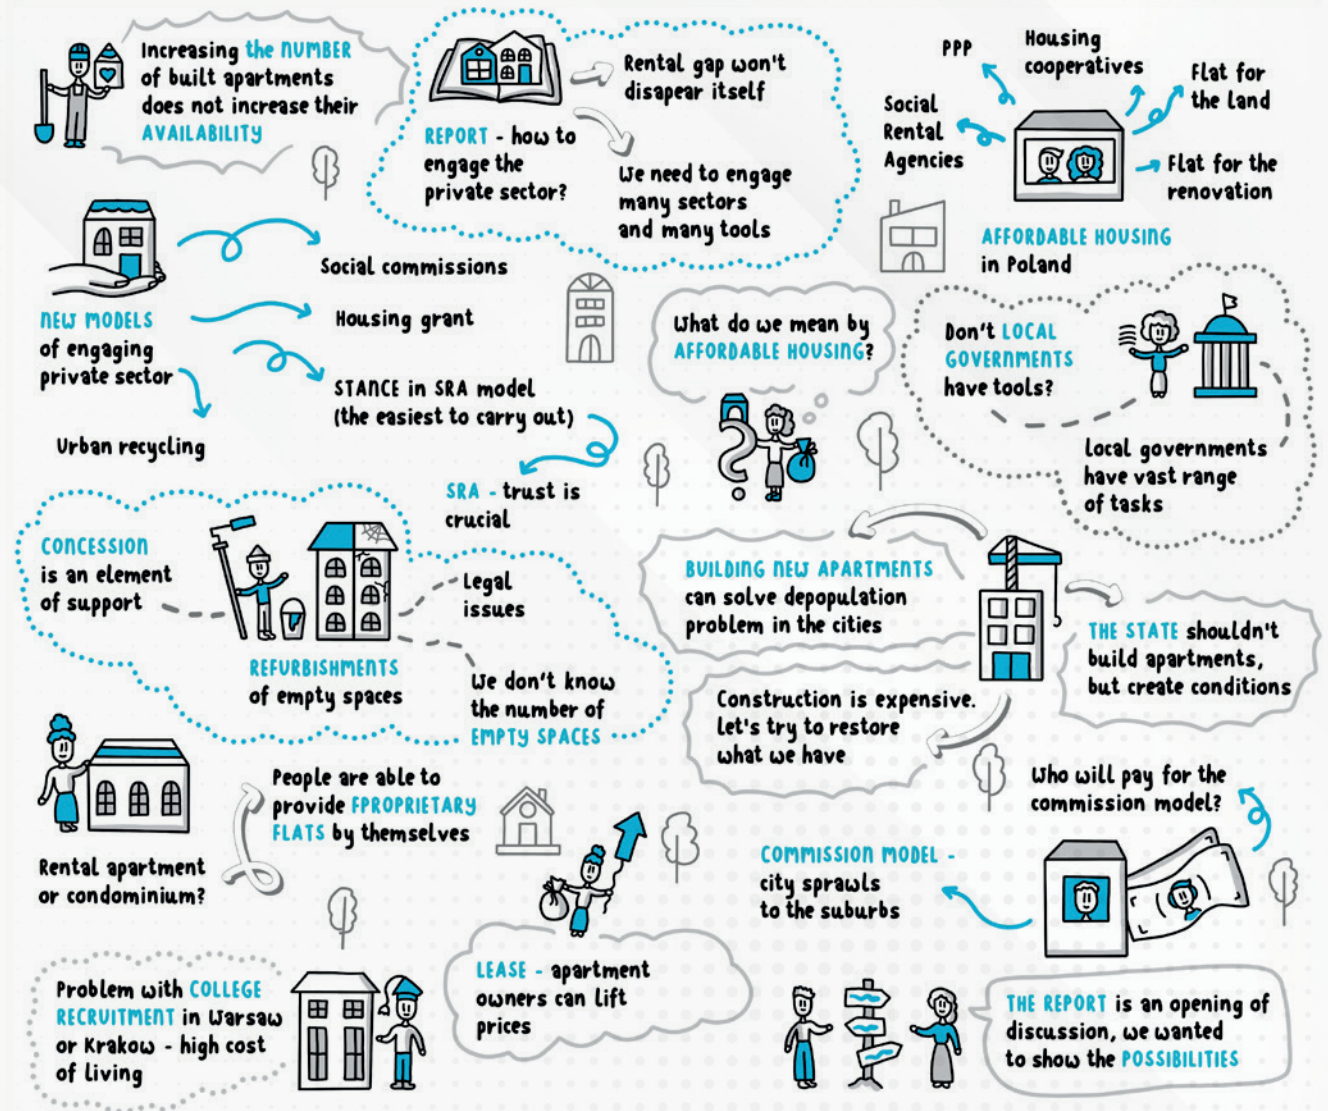 Increasing the NUMBER
of built apartments
does not increase their
AVAILABILITY
REPORT - how to
engage the
private sector?
Rental gap won't
disapear itself
We need to engage
many sectors
and many tools
PPP
Housing
cooperatives
Flat for
the land
Social
Rental
Agencies
Flat for the
renovation
AFFORDABLE HOUSING
in Poland
NEW MODELS
of engaging
private sector
Social commissions
Housing grant
STANCE in SRA model
(the easiest to carry out)
Urban recycling
SRA - trust is
crucial
What do we mean by
AFFORDABLE HOUSING?
Don't LOCAL
GOVERNMENTS
have tools?
Local governments
have vast range
of tasks
CONCESSION
is an element
of support
Legal
issues
REFURBISHMENTS
of empty spaces
We don't know
the number of
EMPTY SPACES
BUILDING NEW APARTMENTS
can solve depopulation
problem in the cities
THE STATE shouldn't
build apartments,
but create conditions
Construction is expensive.
Let's try to restore
what we have
Rental apartment
or condominium?
People are able to
provide FPROPRIETARY
FLATS by themselves
Who will pay for the
commission model?
COMMISSION MODEL -
city sprawls
to the suburbs
Problem with COLLEGE
RECRUITMENT in Warsaw
or Krakow - high cost
of living
LEASE - apartment
owners can lift
prices
THE REPORT is an opening of
discussion, we wanted
to show the POSSIBILITIES